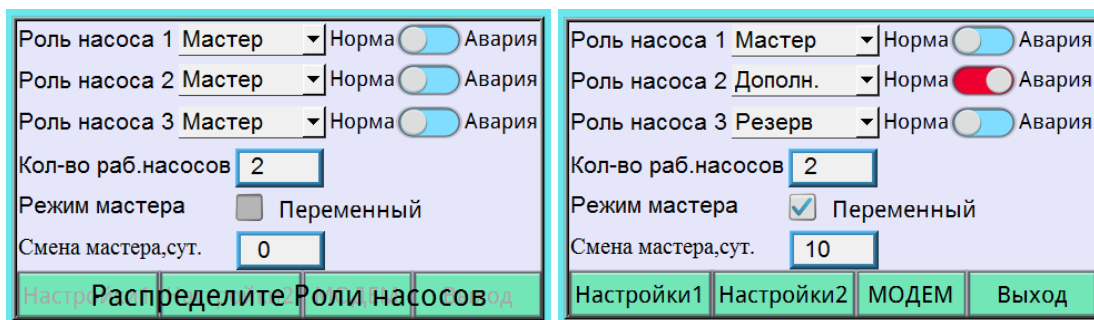 Роль насоса 1 Мастер Норма Авария
Роль насоса 2 Мастер Норма Авария
Роль насоса 3 Мастер Норма Авария
Кол-во раб.насосов 2
Режим мастера Переменный
Смена мастера,сут. 0
Распределите Роли насосов
Роль насоса 1 Мастер Норма Авария
Роль насоса 2 Дополн. Норма Авария
Роль насоса 3 Резерв Норма Авария
Кол-во раб.насосов 2
Режим мастера Переменный
Смена мастера,сут. 10
Настройки1 Настройки2 МОДЕМ Выход